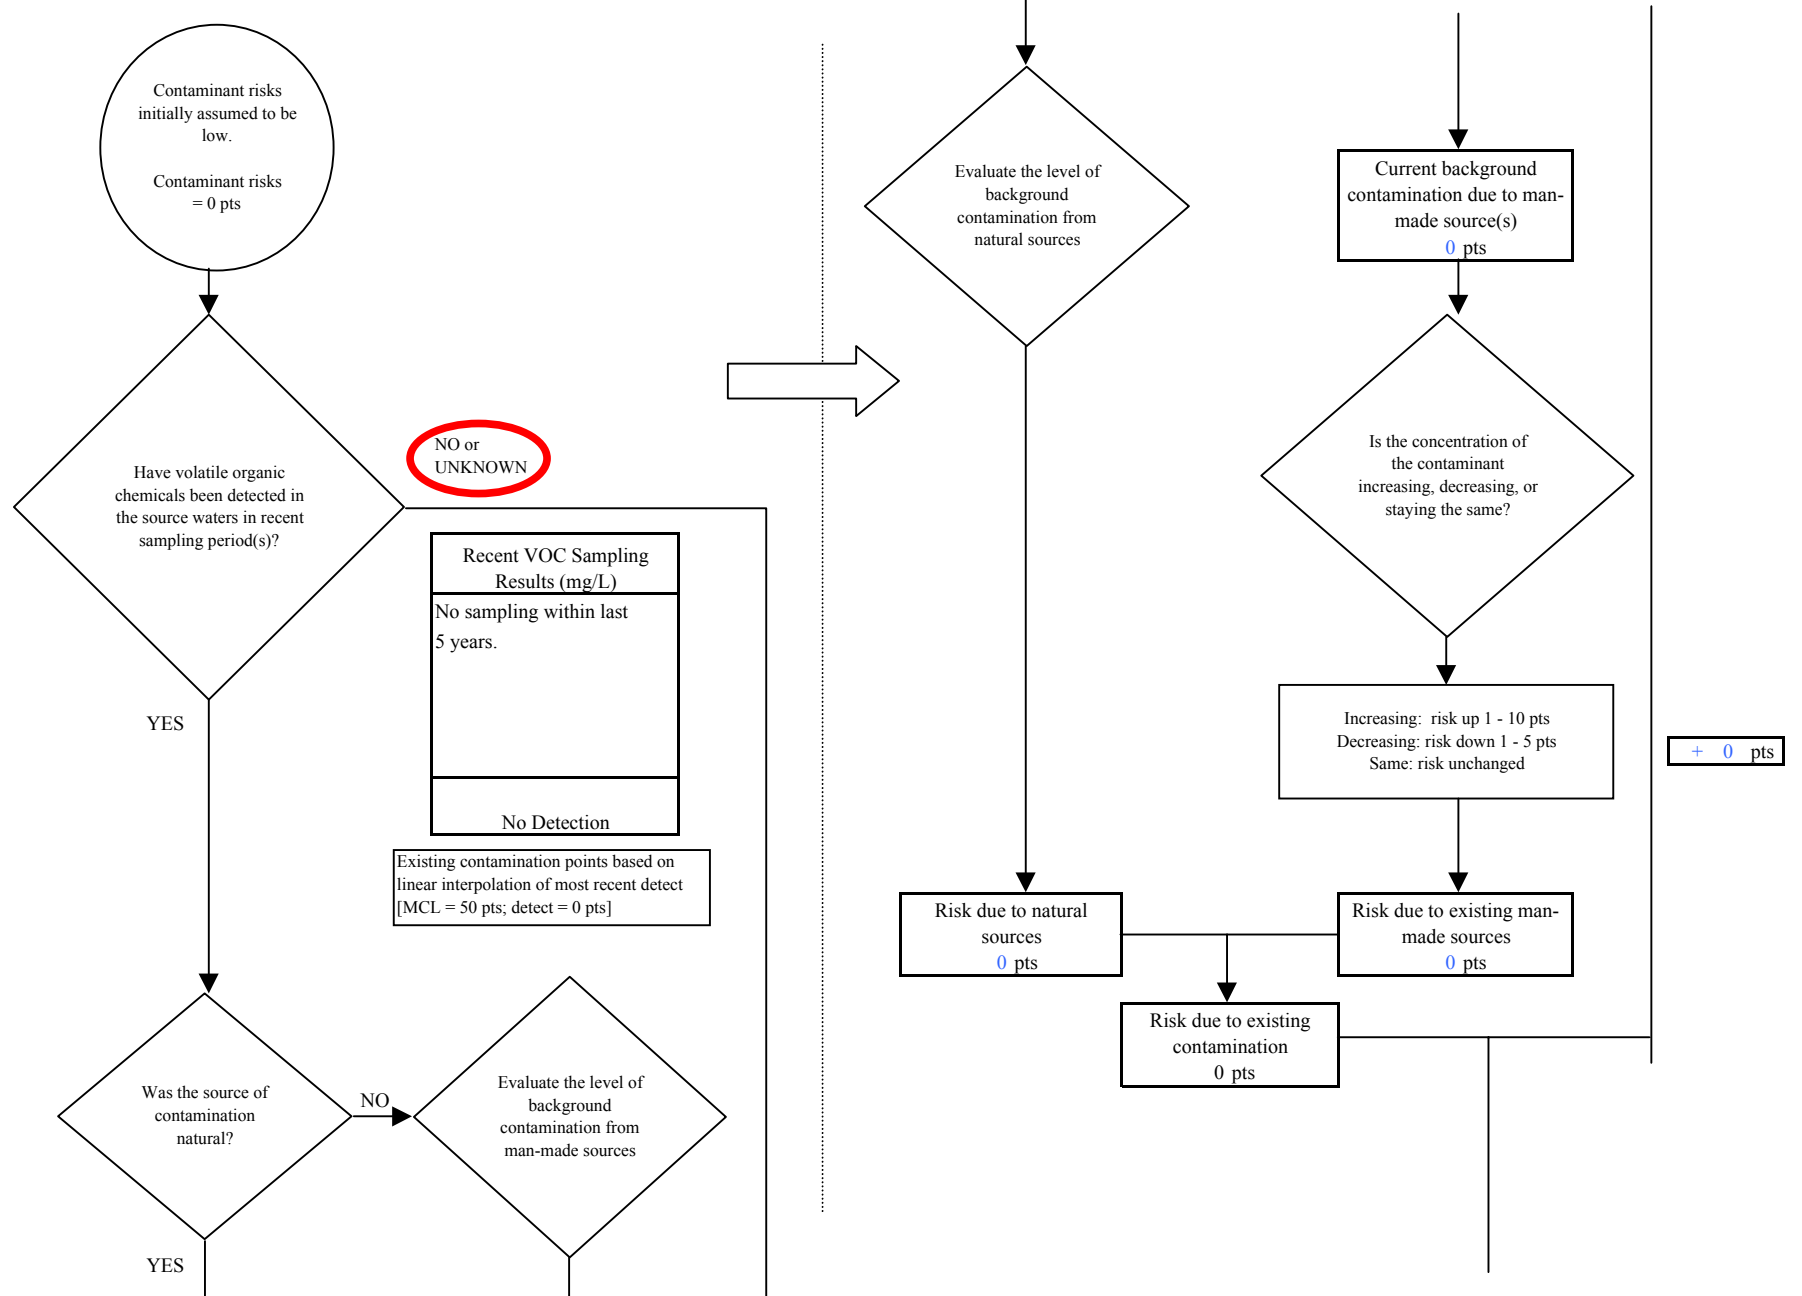 Contaminant risks
initially assumed to be
low.
Contaminant risks
= 0 pts
Have volatile organic
chemicals been detected in
the source waters in recent
sampling period(s)?
NO or
UNKNOWN
Recent VOC Sampling
Results (mg/L)
No sampling within last
5 years.
No Detection
Existing contamination points based on
linear interpolation of most recent detect
[MCL = 50 pts; detect = 0 pts]
YES
Was the source of
contamination
natural?
NO
Evaluate the level of
background
contamination from
man-made sources
YES
Evaluate the level of
background
contamination from
natural sources
Current background
contamination due to man-
made source(s)
0 pts
Is the concentration of
the contaminant
increasing, decreasing, or
staying the same?
Increasing: risk up 1 - 10 pts
Decreasing: risk down 1 - 5 pts
Same: risk unchanged
+ 0 pts
Risk due to natural
sources
0 pts
Risk due to existing man-
made sources
0 pts
Risk due to existing
contamination
0 pts